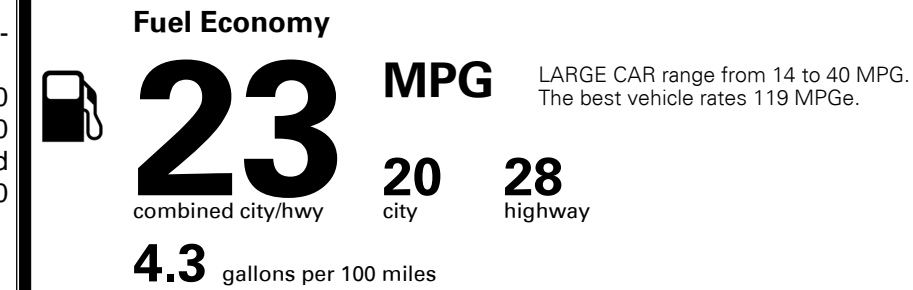 Fuel Economy
23 MPG
LARGE CAR range from 14 to 40 MPG.
The best vehicle rates 119 MPGe.
combined city/hwy
20 city
28 highway
4.3 gallons per 100 miles